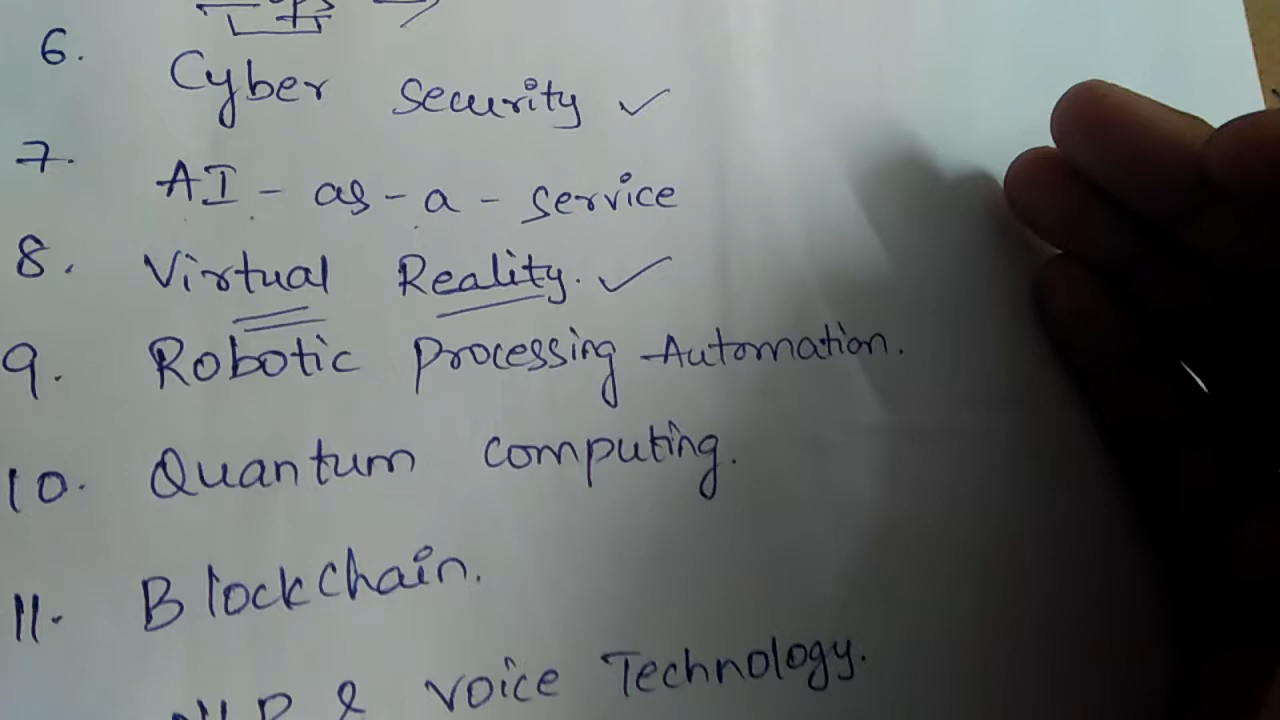 6. Cyber security ✓
7. AI - as - a - service
8. Virtual Reality. ✓
9. Robotic Processing Automation.
10. Quantum computing.
11. Blockchain.
NLP & voice Technology.